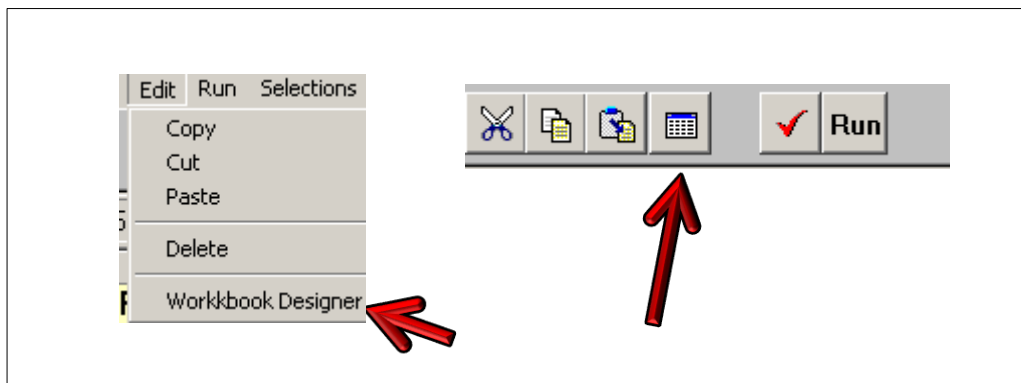 Edit Run Selections
Copy
Cut
Paste
Delete
Workkbook Designer
Run